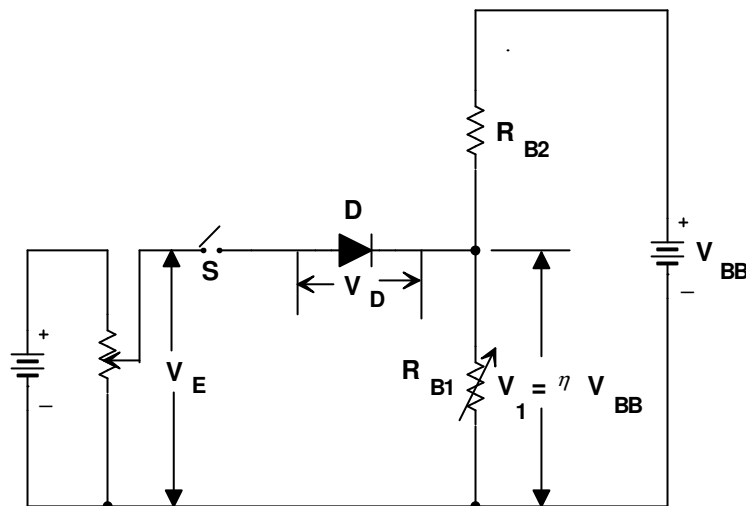 R B2
D
+ V BB −
S
V D
+ −
V E
R B1
V 1 = η V BB